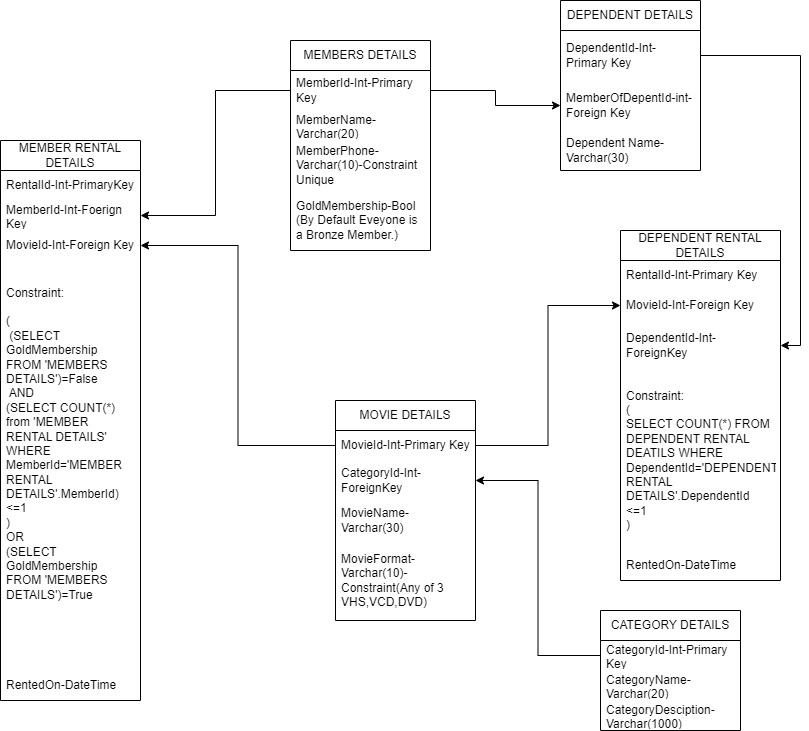 DEPENDENT DETAILS
DependentId-Int-
Primary Key
MemberOfDepentId-int-
Foreign Key
Dependent Name-
Varchar(30)
MEMBERS DETAILS
MemberId-Int-Primary
Key
MemberName-
Varchar(20)
MemberPhone-
Varchar(10)-Constraint
Unique
GoldMembership-Bool
(By Default Eveyone is
a Bronze Member.)
MEMBER RENTAL
DETAILS
RentalId-Int-PrimaryKey
MemberId-Int-Foerign
Key
MovieId-Int-Foreign Key
Constraint:
(
(SELECT
GoldMembership
FROM 'MEMBERS
DETAILS')=False
AND
(SELECT COUNT(*)
from 'MEMBER
RENTAL DETAILS'
WHERE
MemberId='MEMBER
RENTAL
DETAILS'.MemberId)
<=1
)
OR
(SELECT
GoldMembership
FROM 'MEMBERS
DETAILS')=True
RentedOn-DateTime
DEPENDENT RENTAL
DETAILS
RentalId-Int-Primary Key
MovieId-Int-Foreign Key
DependentId-Int-
ForeignKey
Constraint:
(
SELECT COUNT(*) FROM
DEPENDENT RENTAL
DEATILS WHERE
DependentId='DEPENDENT
RENTAL
DETAILS'.DependentId
<=1
)
RentedOn-DateTime
MOVIE DETAILS
MovieId-Int-Primary Key
CategoryId-Int-
ForeignKey
MovieName-
Varchar(30)
MovieFormat-
Varchar(10)-
Constraint(Any of 3
VHS,VCD,DVD)
CATEGORY DETAILS
CategoryId-Int-Primary
Key
CategoryName-
Varchar(20)
CategoryDesciption-
Varchar(1000)